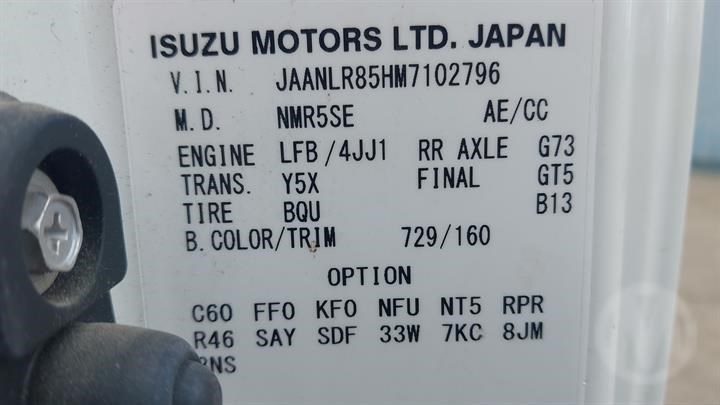 ISUZU MOTORS LTD. JAPAN
V.I.N. JAANLR85HM7102796
M.D. NMR5SE AE/CC
ENGINE LFB/4JJ1 RR AXLE G73
TRANS. Y5X FINAL GT5
TIRE BQU B13
B.COLOR/TRIM 729/160
OPTION
C60 FF0 KF0 NFU NT5 RPR
R46 SAY SDF 33W 7KC 8JM